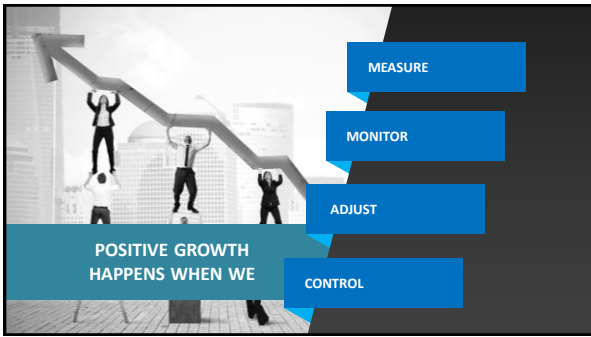 POSITIVE GROWTH
HAPPENS WHEN WE
MEASURE
MONITOR
ADJUST
CONTROL